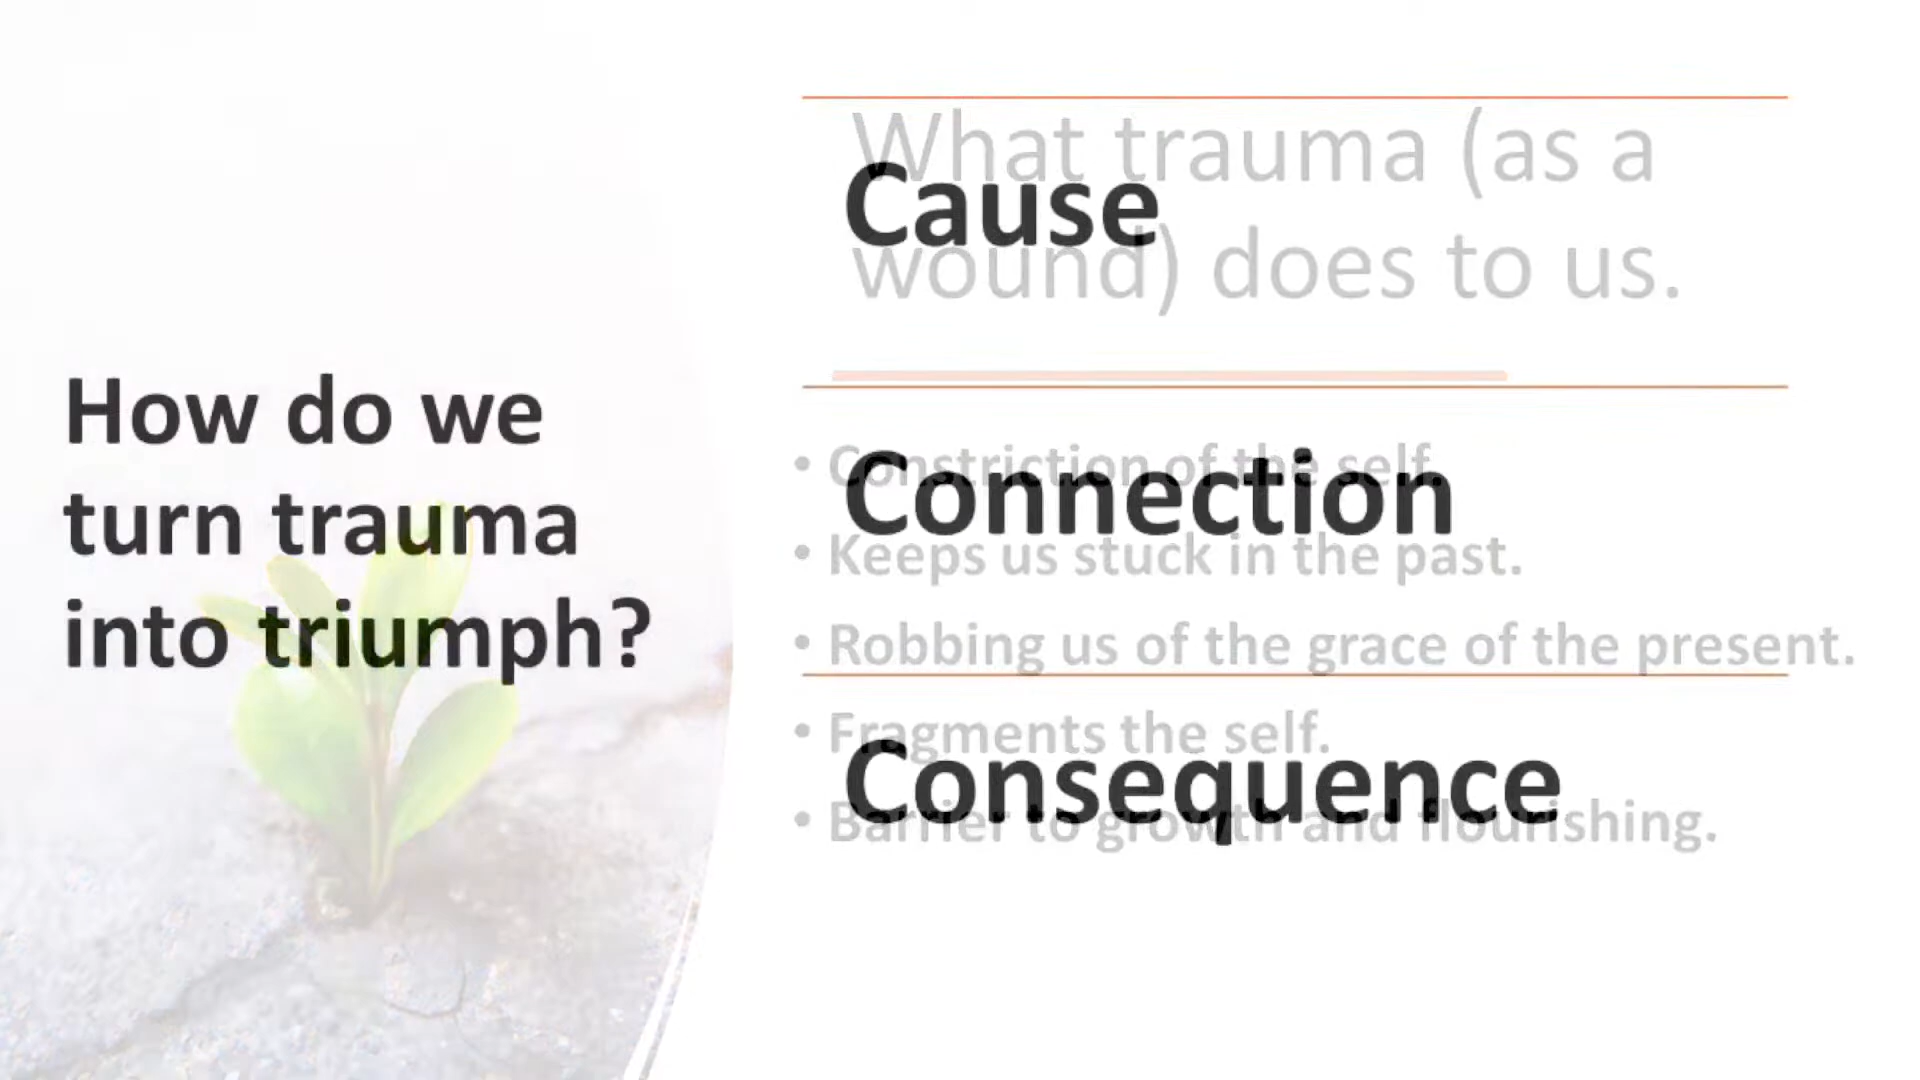 How do we
turn trauma
into triumph?
Cause
Connection
Consequence
What trauma (as a
wound) does to us.
• Constriction of the self.
• Keeps us stuck in the past.
• Robbing us of the grace of the present.
• Fragments the self.
• Barrier to growth and flourishing.